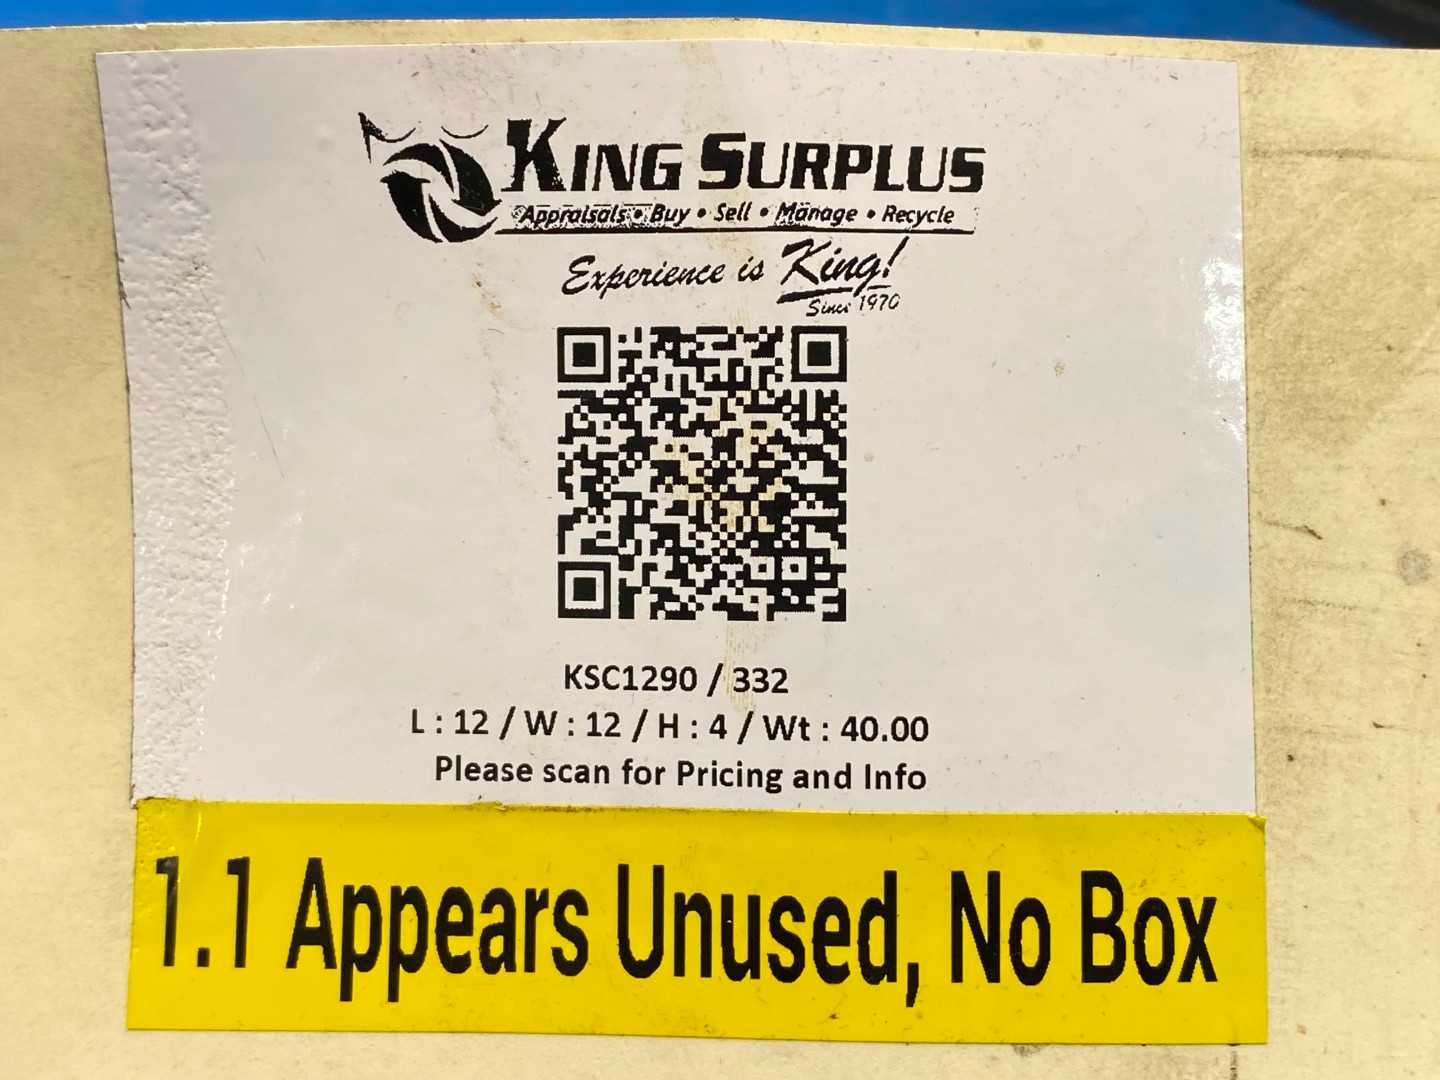 KING SURPLUS
Appraisals • Buy • Sell • Manage • Recycle
Experience is King!
Since 1970
KSC1290 / 332
L : 12 / W : 12 / H : 4 / Wt : 40.00
Please scan for Pricing and Info
1.1 Appears Unused, No Box